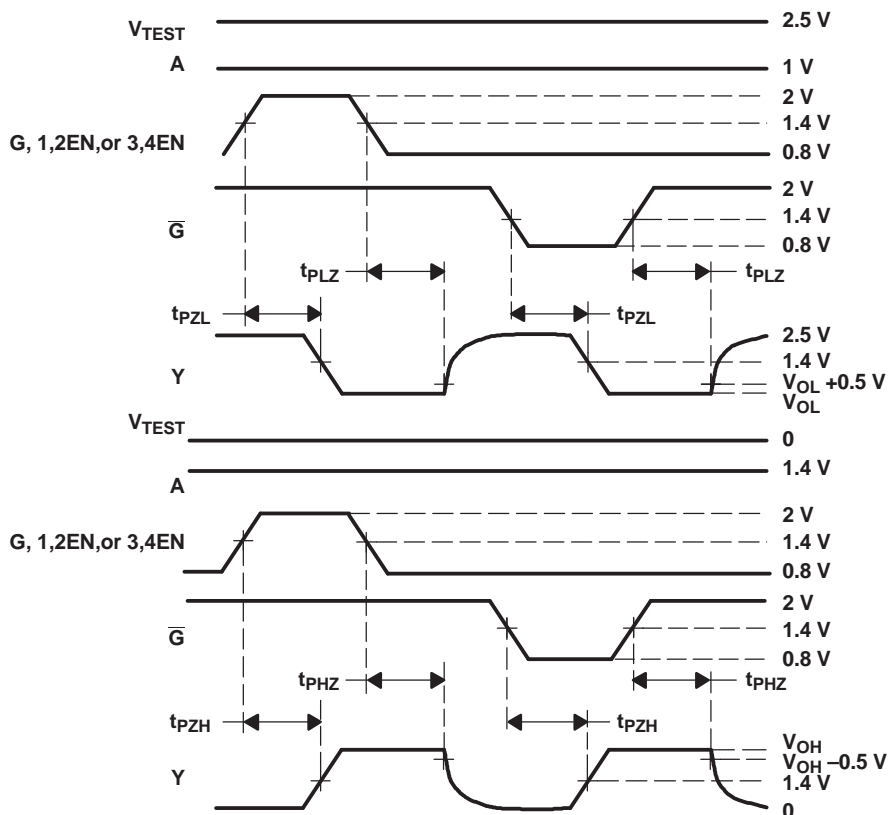 VTEST
2.5 V
A
1 V
2 V
G, 1,2EN,or 3,4EN
1.4 V
0.8 V
2 V
G
1.4 V
0.8 V
tPLZ
tPLZ
tPZL
tPZL
2.5 V
1.4 V
Y
VOL +0.5 V
VOL
VTEST
0
A
1.4 V
2 V
G, 1,2EN,or 3,4EN
1.4 V
0.8 V
2 V
G
1.4 V
0.8 V
tPHZ
tPHZ
tPZH
tPZH
VOH
VOH –0.5 V
Y
1.4 V
0